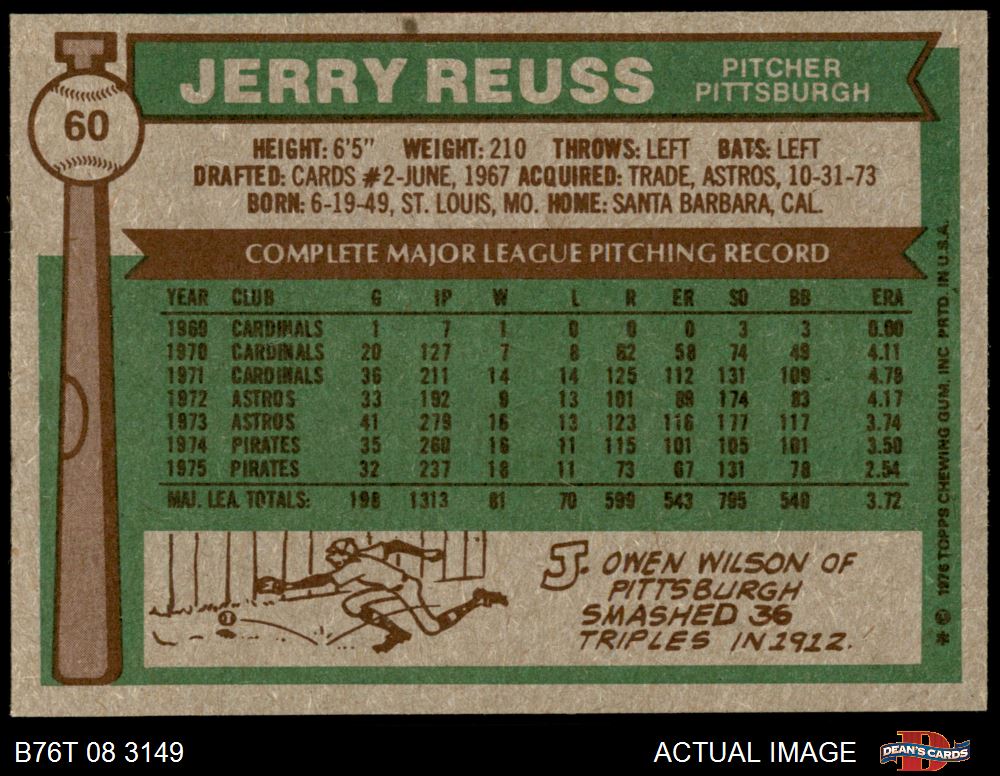 60
JERRY REUSS
PITCHER
PITTSBURGH
HEIGHT: 6'5" WEIGHT: 210 THROWS: LEFT BATS: LEFT
DRAFTED: CARDS #2-JUNE, 1967 ACQUIRED: TRADE, ASTROS, 10-31-73
BORN: 6-19-49, ST. LOUIS, MO. HOME: SANTA BARBARA, CAL.
COMPLETE MAJOR LEAGUE PITCHING RECORD
YEAR CLUB G IP W L R ER SO BB ERA
1969 CARDINALS 1 7 1 0 0 0 3 3 0.00
1970 CARDINALS 20 127 7 8 62 58 74 49 4.11
1971 CARDINALS 36 211 14 14 125 112 131 109 4.78
1972 ASTROS 33 192 9 13 101 89 174 83 4.17
1973 ASTROS 41 279 16 13 123 116 177 117 3.74
1974 PIRATES 35 260 16 11 115 101 105 101 3.50
1975 PIRATES 32 237 18 11 73 67 131 78 2.54
MAJ. LEA. TOTALS: 198 1313 81 70 599 543 795 540 3.72
J. OWEN WILSON OF
PITTSBURGH
SMASHED 36
TRIPLES IN 1912.
* © 1976 TOPPS CHEWING GUM, INC PRTD. IN U.S.A.
B76T 08 3149
ACTUAL IMAGE
D
DEAN'S CARDS